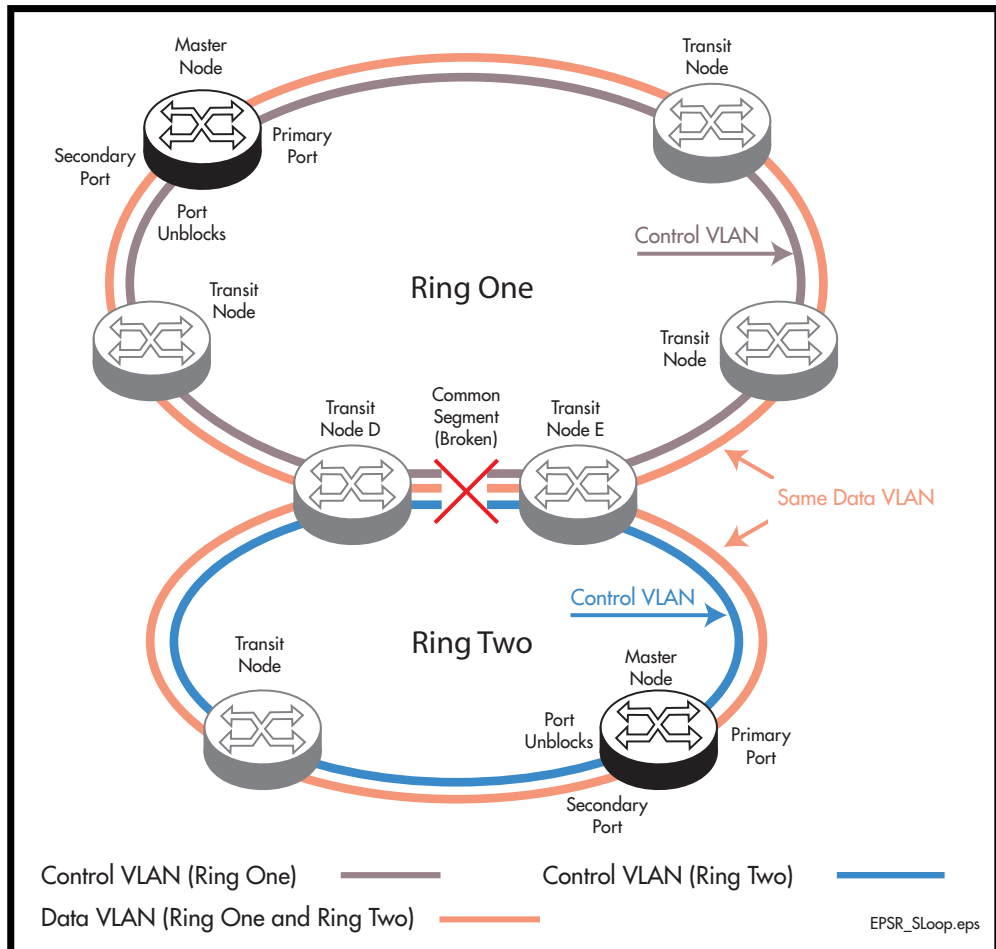 Master
Node
Transit
Node
Primary
Port
Secondary
Port
Port
Unblocks
Control VLAN
Ring One
Transit
Node
Transit
Node
Common
Segment
(Broken)
Transit
Node D
Transit
Node E
Same Data VLAN
Control VLAN
Ring Two
Transit
Node
Master
Node
Port
Unblocks
Primary
Port
Secondary
Port
Control VLAN (Ring One)
Control VLAN (Ring Two)
Data VLAN (Ring One and Ring Two)
EPSR_SLoop.eps